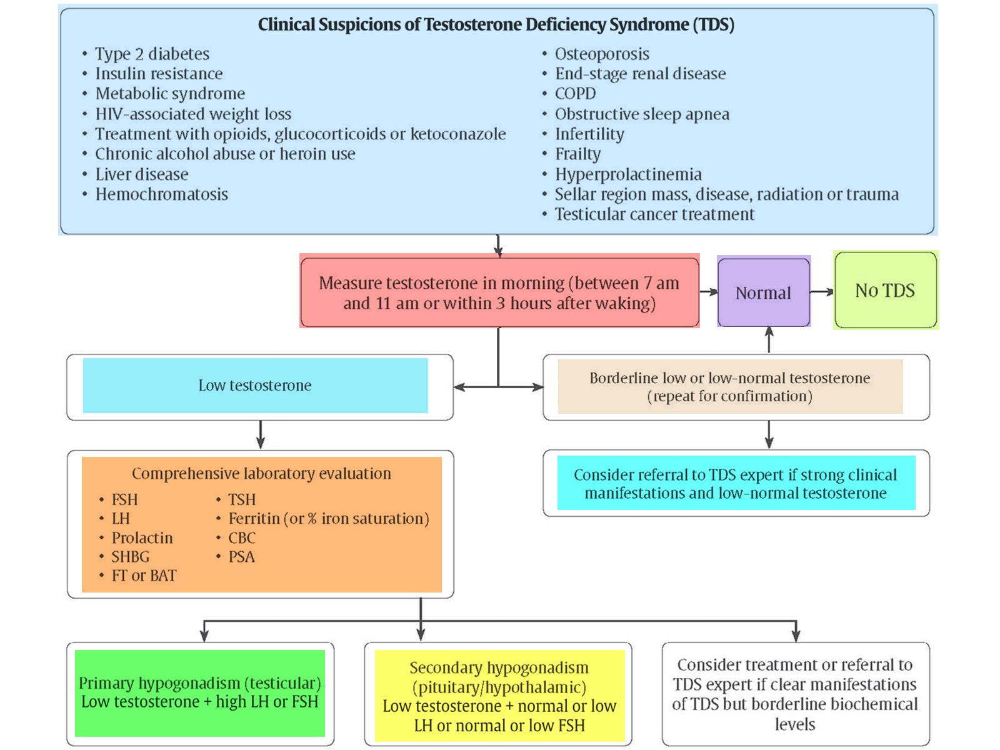 Clinical Suspicions of Testosterone Deficiency Syndrome (TDS)
• Type 2 diabetes
• Insulin resistance
• Metabolic syndrome
• HIV-associated weight loss
• Treatment with opioids, glucocorticoids or ketoconazole
• Chronic alcohol abuse or heroin use
• Liver disease
• Hemochromatosis
• Osteoporosis
• End-stage renal disease
• COPD
• Obstructive sleep apnea
• Infertility
• Frailty
• Hyperprolactinemia
• Sellar region mass, disease, radiation or trauma
• Testicular cancer treatment
Measure testosterone in morning (between 7 am
and 11 am or within 3 hours after waking)
Normal
No TDS
Low testosterone
Borderline low or low-normal testosterone
(repeat for confirmation)
Comprehensive laboratory evaluation
• FSH
• LH
• Prolactin
• SHBG
• FT or BAT
• TSH
• Ferritin (or % iron saturation)
• CBC
• PSA
Consider referral to TDS expert if strong clinical
manifestations and low-normal testosterone
Primary hypogonadism (testicular)
Low testosterone + high LH or FSH
Secondary hypogonadism
(pituitary/hypothalamic)
Low testosterone + normal or low
LH or normal or low FSH
Consider treatment or referral to
TDS expert if clear manifestations
of TDS but borderline biochemical
levels